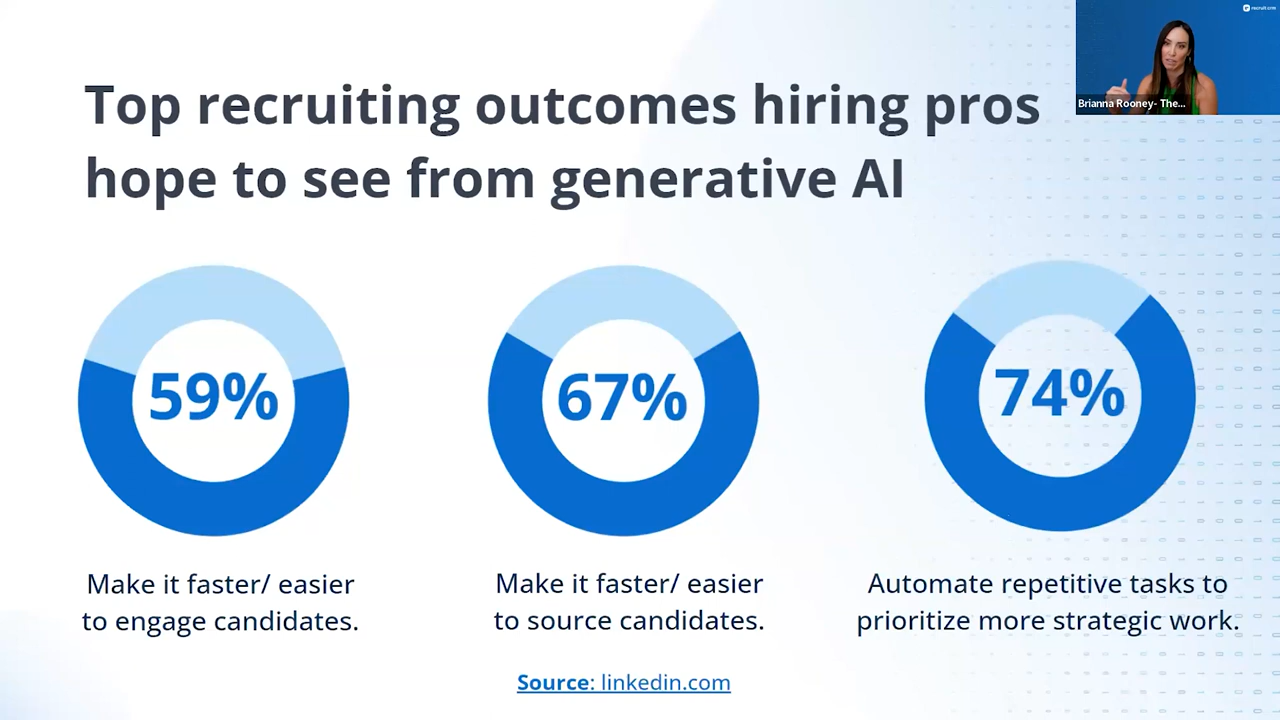 recruit crm
Brianna Rooney- The...
Top recruiting outcomes hiring pros
hope to see from generative AI
59%
67%
74%
Make it faster/ easier
to engage candidates.
Make it faster/ easier
to source candidates.
Automate repetitive tasks to
prioritize more strategic work.
Source: linkedin.com